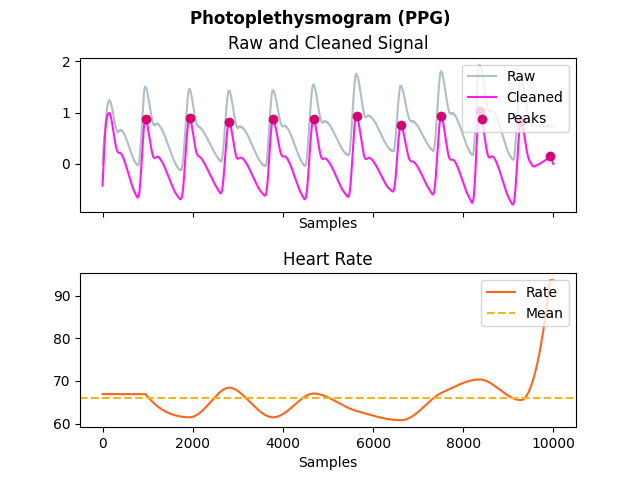 Photoplethysmogram (PPG)
Raw and Cleaned Signal
2
1
0
Raw
Cleaned
Peaks
Samples
Heart Rate
90
80
70
60
Rate
Mean
0 2000 4000 6000 8000 10000
Samples